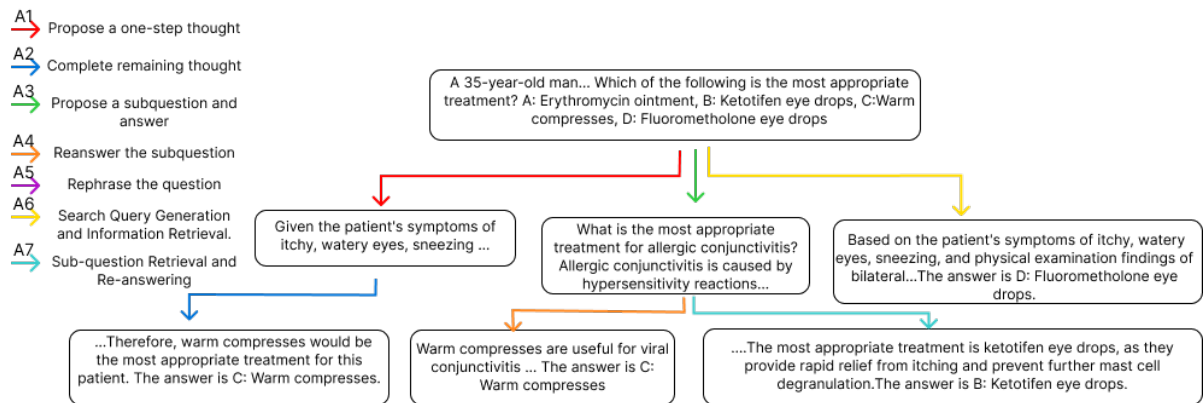 A1
Propose a one-step thought
A2
Complete remaining thought
A3
Propose a subquestion and
answer
A4
Reanswer the subquestion
A5
Rephrase the question
A6
Search Query Generation
and Information Retrieval.
A7
Sub-question Retrieval and
Re-answering
A 35-year-old man... Which of the following is the most appropriate
treatment? A: Erythromycin ointment, B: Ketotifen eye drops, C:Warm
compresses, D: Fluorometholone eye drops
Given the patient's symptoms of
itchy, watery eyes, sneezing ...
What is the most appropriate
treatment for allergic conjunctivitis?
Allergic conjunctivitis is caused by
hypersensitivity reactions...
Based on the patient's symptoms of itchy, watery
eyes, sneezing, and physical examination findings of
bilateral...The answer is D: Fluorometholone eye
drops.
...Therefore, warm compresses would be
the most appropriate treatment for this
patient. The answer is C: Warm compresses.
Warm compresses are useful for viral
conjunctivitis ... The answer is C:
Warm compresses
....The most appropriate treatment is ketotifen eye drops, as they
provide rapid relief from itching and prevent further mast cell
degranulation.The answer is B: Ketotifen eye drops.